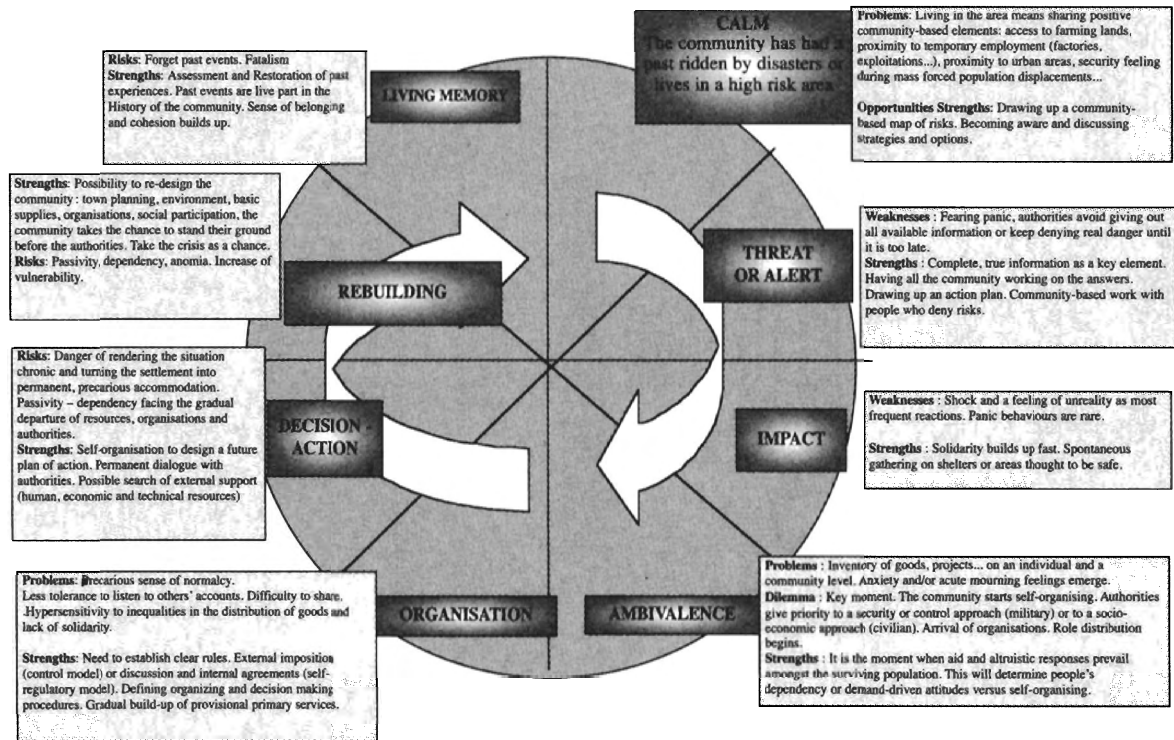 CALM
The community has had a
past ridden by disasters or
lives in a high risk area
Problems: Living in the area means sharing positive
community-based elements: access to farming lands,
proximity to temporary employment (factories,
exploitations...), proximity to urban areas, security feeling
during mass forced population displacements...
Opportunities Strengths: Drawing up a community-
based map of risks. Becoming aware and discussing
strategies and options.
THREAT
OR ALERT
Weaknesses : Fearing panic, authorities avoid giving out
all available information or keep denying real danger until
it is too late.
Strengths : Complete, true information as a key element.
Having all the community working on the answers.
Drawing up an action plan. Community-based work with
people who deny risks.
IMPACT
Weaknesses : Shock and a feeling of unreality as most
frequent reactions. Panic behaviours are rare.
Strengths : Solidarity builds up fast. Spontaneous
gathering on shelters or areas thought to be safe.
AMBIVALENCE
Problems : Inventory of goods, projects... on an individual and a
community level. Anxiety and/or acute mourning feelings emerge.
Dilemma : Key moment. The community starts self-organising. Authorities
give priority to a security or control approach (military) or to a socio-
economic approach (civilian). Arrival of organisations. Role distribution
begins.
Strengths : It is the moment when aid and altruistic responses prevail
amongst the surviving population. This will determine people's
dependency or demand-driven attitudes versus self-organising.
ORGANISATION
Problems: Precarious sense of normalcy.
Less tolerance to listen to others' accounts. Difficulty to share.
Hypersensitivity to inequalities in the distribution of goods and
lack of solidarity.
Strengths: Need to establish clear rules. External imposition
(control model) or discussion and internal agreements (self-
regulatory model). Defining organizing and decision making
procedures. Gradual build-up of provisional primary services.
DECISION -
ACTION
Risks: Danger of rendering the situation
chronic and turning the settlement into
permanent, precarious accommodation.
Passivity – dependency facing the gradual
departure of resources, organisations and
authorities.
Strengths: Self-organisation to design a future
plan of action. Permanent dialogue with
authorities. Possible search of external support
(human, economic and technical resources)
REBUILDING
Strengths: Possibility to re-design the
community : town planning, environment, basic
supplies, organisations, social participation, the
community takes the chance to stand their ground
before the authorities. Take the crisis as a chance.
Risks: Passivity, dependency, anomia. Increase of
vulnerability.
LIVING MEMORY
Risks: Forget past events. Fatalism
Strengths: Assessment and Restoration of past
experiences. Past events are live part in the
History of the community. Sense of belonging
and cohesion builds up.